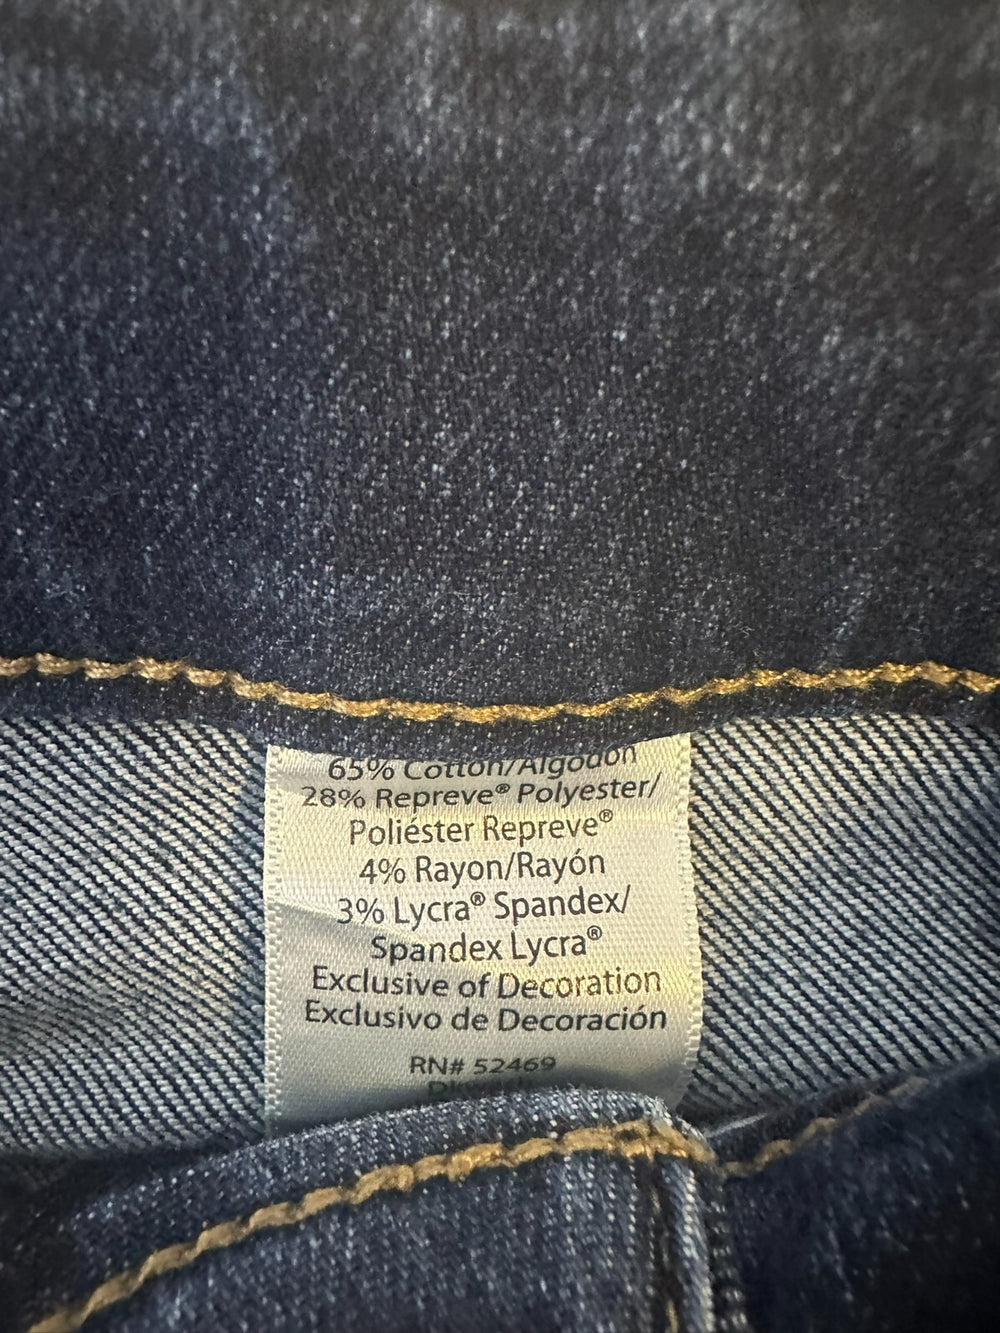 65% Cotton/Algodón
28% Repreve® Polyester/
Poliéster Repreve®
4% Rayon/Rayón
3% Lycra® Spandex/
Spandex Lycra®
Exclusive of Decoration
Exclusivo de Decoración
RN# 52469